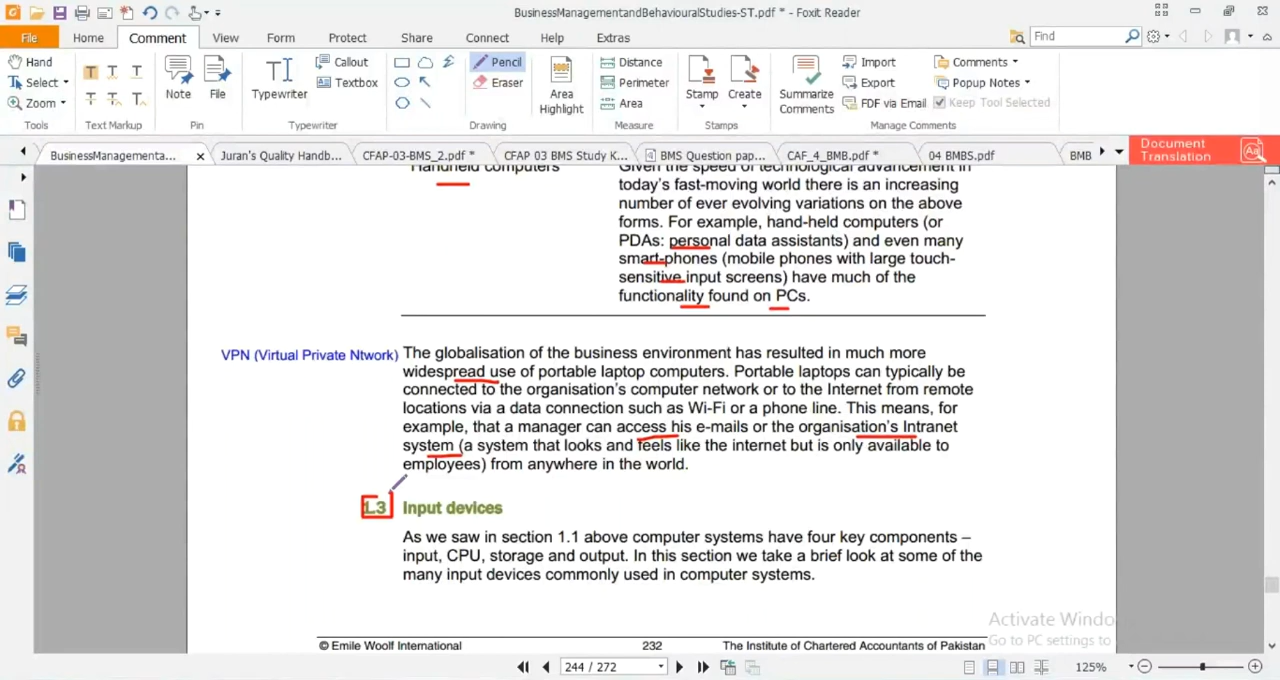 BusinessManagementandBehaviouralStudies-ST.pdf * - Foxit Reader
File Home Comment View Form Protect Share Connect Help Extras Find
Hand Select Zoom Tools
Text Markup
Note File Pin
Typewriter Callout Textbox Typewriter
Pencil Eraser Drawing
Area Highlight
Distance Perimeter Area Measure
Stamp Create Stamps
Summarize Comments Import Export FDF via Email Comments Popup Notes Keep Tool Selected Manage Comments
BusinessManagementa... Juran's Quality Handb... CFAP-03-BMS_2.pdf * CFAP 03 BMS Study K... BMS Question pap... CAF_4_BMB.pdf * 04 BMBS.pdf BMB Document Translation
Handheld computers
Given the speed of technological advancement in
today's fast-moving world there is an increasing
number of ever evolving variations on the above
forms. For example, hand-held computers (or
PDAs: personal data assistants) and even many
smart-phones (mobile phones with large touch-
sensitive input screens) have much of the
functionality found on PCs.
VPN (Virtual Private Ntwork) The globalisation of the business environment has resulted in much more
widespread use of portable laptop computers. Portable laptops can typically be
connected to the organisation's computer network or to the Internet from remote
locations via a data connection such as Wi-Fi or a phone line. This means, for
example, that a manager can access his e-mails or the organisation's Intranet
system (a system that looks and feels like the internet but is only available to
employees) from anywhere in the world.
1.3 Input devices
As we saw in section 1.1 above computer systems have four key components –
input, CPU, storage and output. In this section we take a brief look at some of the
many input devices commonly used in computer systems.
Activate Windo
Go to PC settings to
© Emile Woolf International 232 The Institute of Chartered Accountants of Pakistan
244 / 272 125%